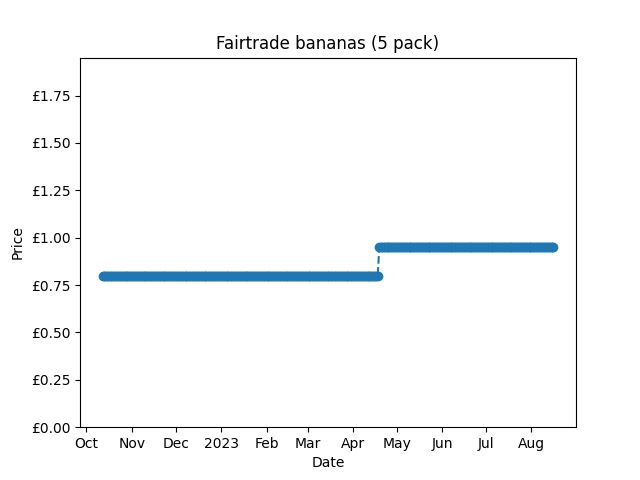 Fairtrade bananas (5 pack)
£1.75
£1.50
£1.25
£1.00
£0.75
£0.50
£0.25
£0.00
Price
Oct Nov Dec 2023 Feb Mar Apr May Jun Jul Aug
Date